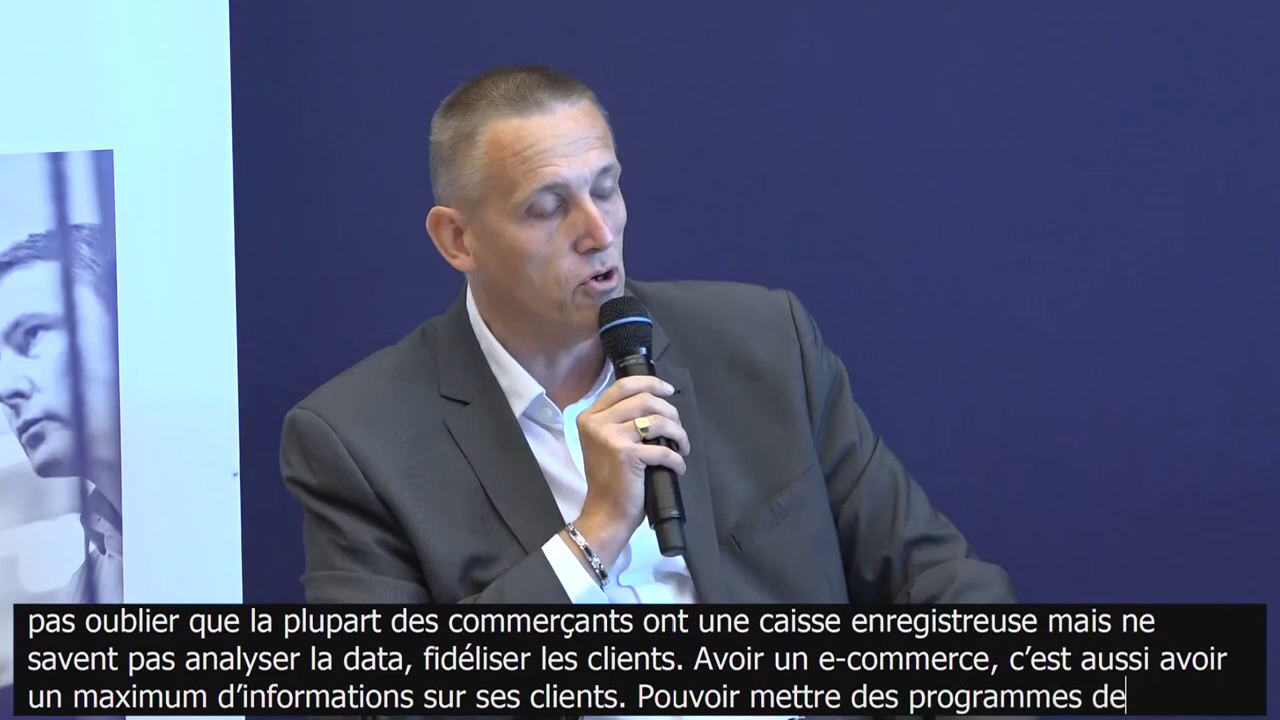 pas oublier que la plupart des commerçants ont une caisse enregistreuse mais ne
savent pas analyser la data, fidéliser les clients. Avoir un e-commerce, c’est aussi avoir
un maximum d’informations sur ses clients. Pouvoir mettre des programmes de